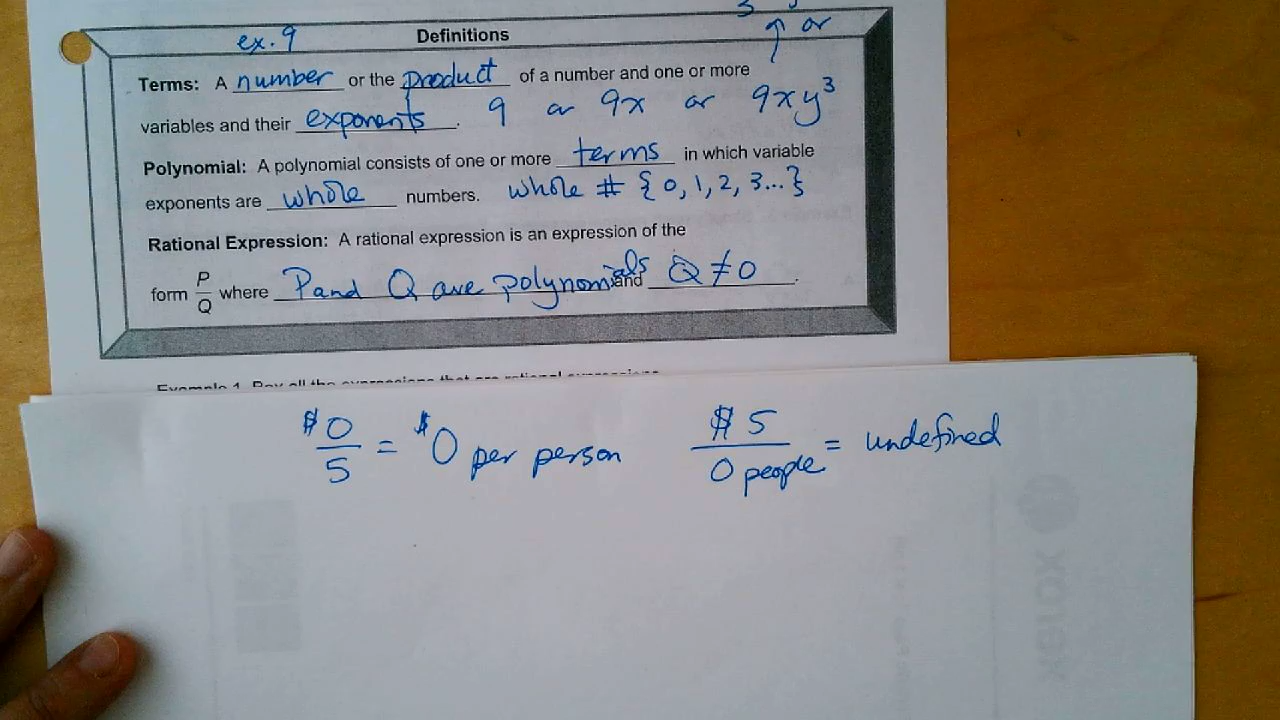 3
ex. 9 Definitions or
Terms: A number or the product of a number and one or more
variables and their exponents. 9 or 9x or 9xy³
Polynomial: A polynomial consists of one or more terms in which variable
exponents are whole numbers. whole # {0, 1, 2, 3...}
Rational Expression: A rational expression is an expression of the
form P/Q where P and Q are polynomials and Q ≠ 0.
$0/5 = $0 per person $5/0 people = undefined
xerox